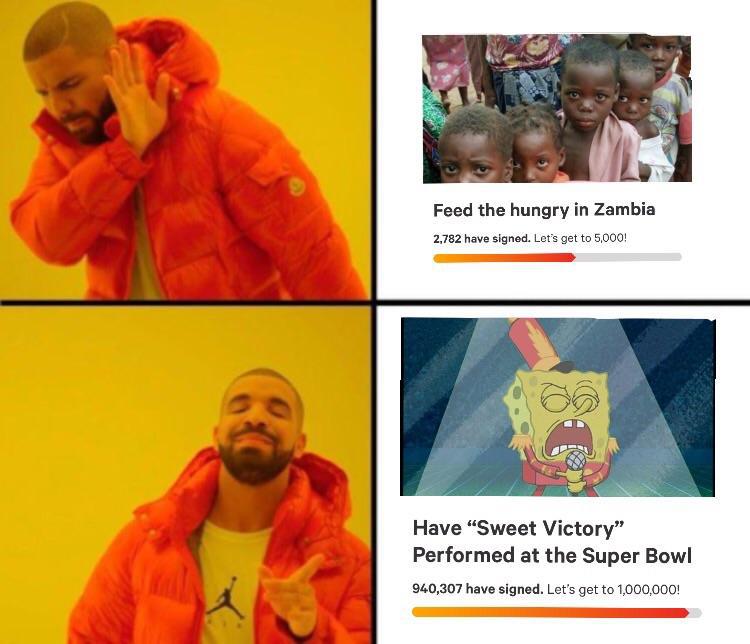 Feed the hungry in Zambia
2,782 have signed. Let's get to 5,000!
Have “Sweet Victory”
Performed at the Super Bowl
940,307 have signed. Let's get to 1,000,000!